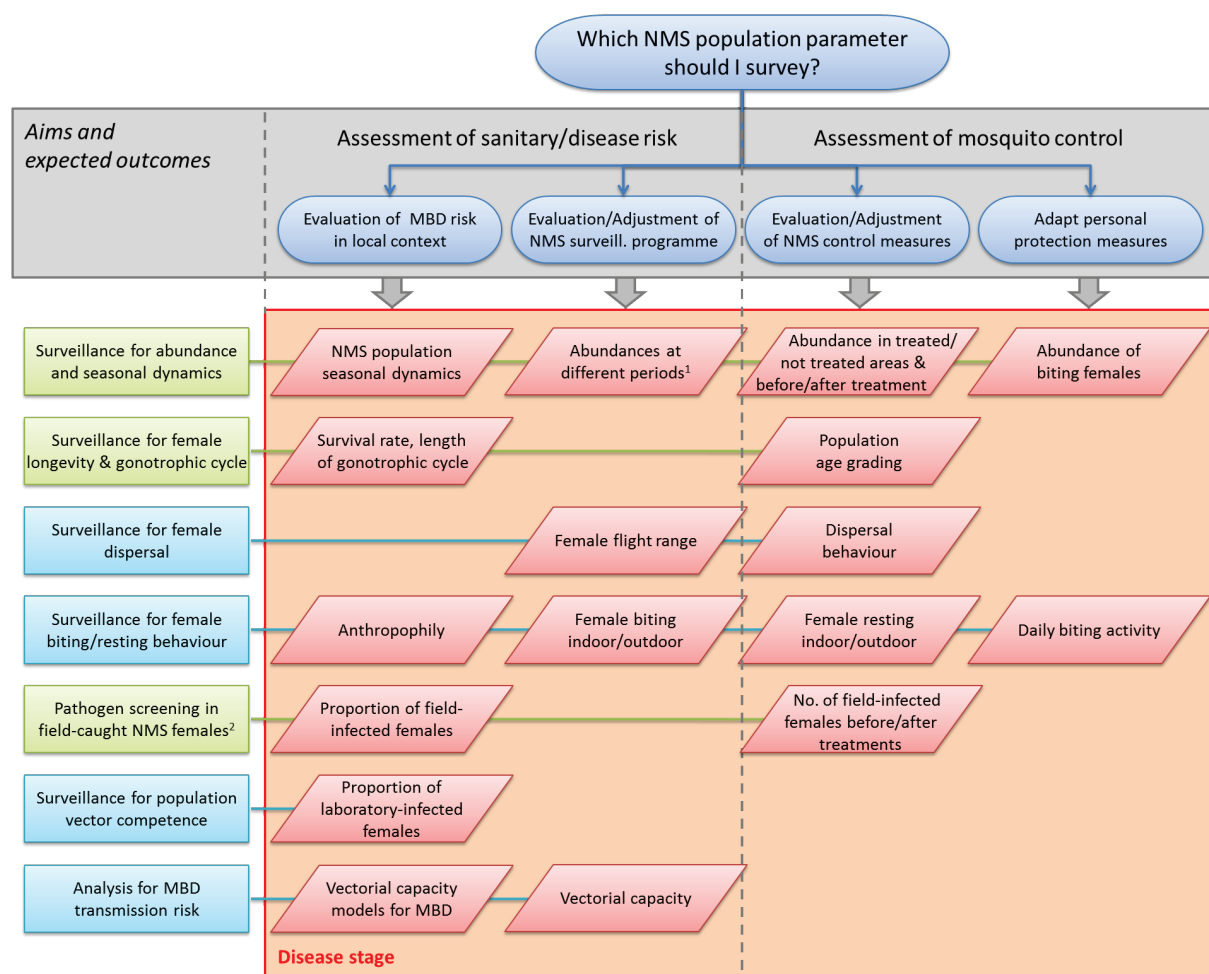 Which NMS population parameter
should I survey?
Aims and
expected outcomes
Assessment of sanitary/disease risk
Assessment of mosquito control
Evaluation of MBD risk
in local context
Evaluation/Adjustment of
NMS surveill. programme
Evaluation/Adjustment
of NMS control measures
Adapt personal
protection measures
Surveillance for abundance
and seasonal dynamics
NMS population
seasonal dynamics
Abundances at
different periods¹
Abundance in treated/
not treated areas &
before/after treatment
Abundance of
biting females
Surveillance for female
longevity & gonotrophic cycle
Survival rate, length
of gonotrophic cycle
Population
age grading
Surveillance for female
dispersal
Female flight range
Dispersal
behaviour
Surveillance for female
biting/resting behaviour
Anthropophily
Female biting
indoor/outdoor
Female resting
indoor/outdoor
Daily biting activity
Pathogen screening in
field-caught NMS females²
Proportion of field-
infected females
No. of field-infected
females before/after
treatments
Surveillance for population
vector competence
Proportion of
laboratory-infected
females
Analysis for MBD
transmission risk
Vectorial capacity
models for MBD
Vectorial capacity
Disease stage